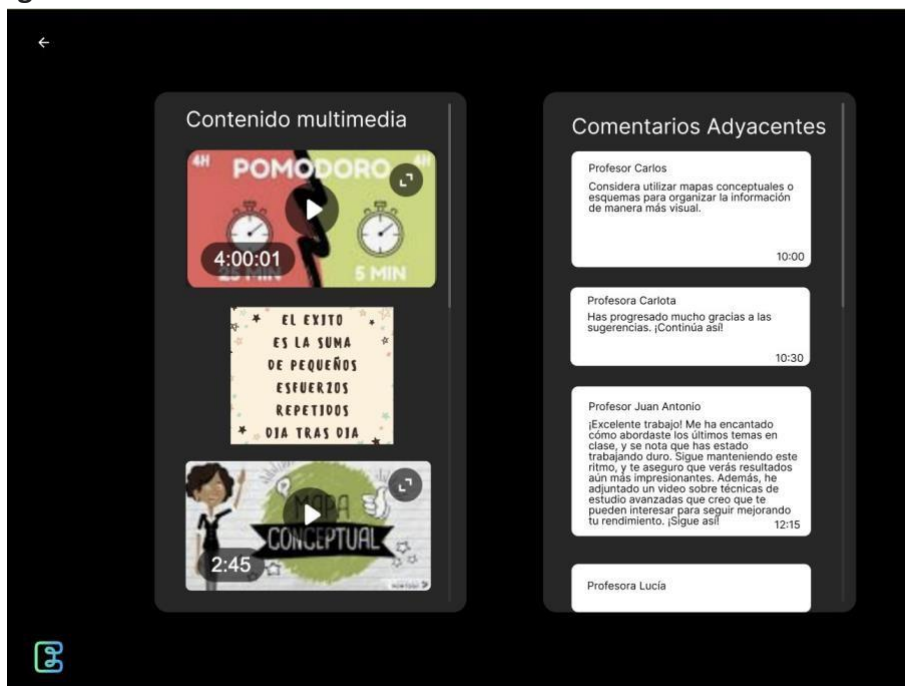 Contenido multimedia
4H
POMODORO
4H
4:00:01
25 MIN
5 MIN
EL EXITO
ES LA SUMA
DE PEQUEÑOS
ESFUERZOS
REPETIDOS
DIA TRAS DIA
MAPA
CONCEPTUAL
2:45
Comentarios Adyacentes
Profesor Carlos
Considera utilizar mapas conceptuales o
esquemas para organizar la información
de manera más visual.
10:00
Profesora Carlota
Has progresado mucho gracias a las
sugerencias. ¡Continúa así!
10:30
Profesor Juan Antonio
¡Excelente trabajo! Me ha encantado
cómo abordaste los últimos temas en
clase, y se nota que has estado
trabajando duro. Sigue manteniendo este
ritmo, y te aseguro que verás resultados
aún más impresionantes. Además, he
adjuntado un video sobre técnicas de
estudio avanzadas que creo que te
pueden interesar para seguir mejorando
tu rendimiento. ¡Sigue así!
12:15
Profesora Lucía